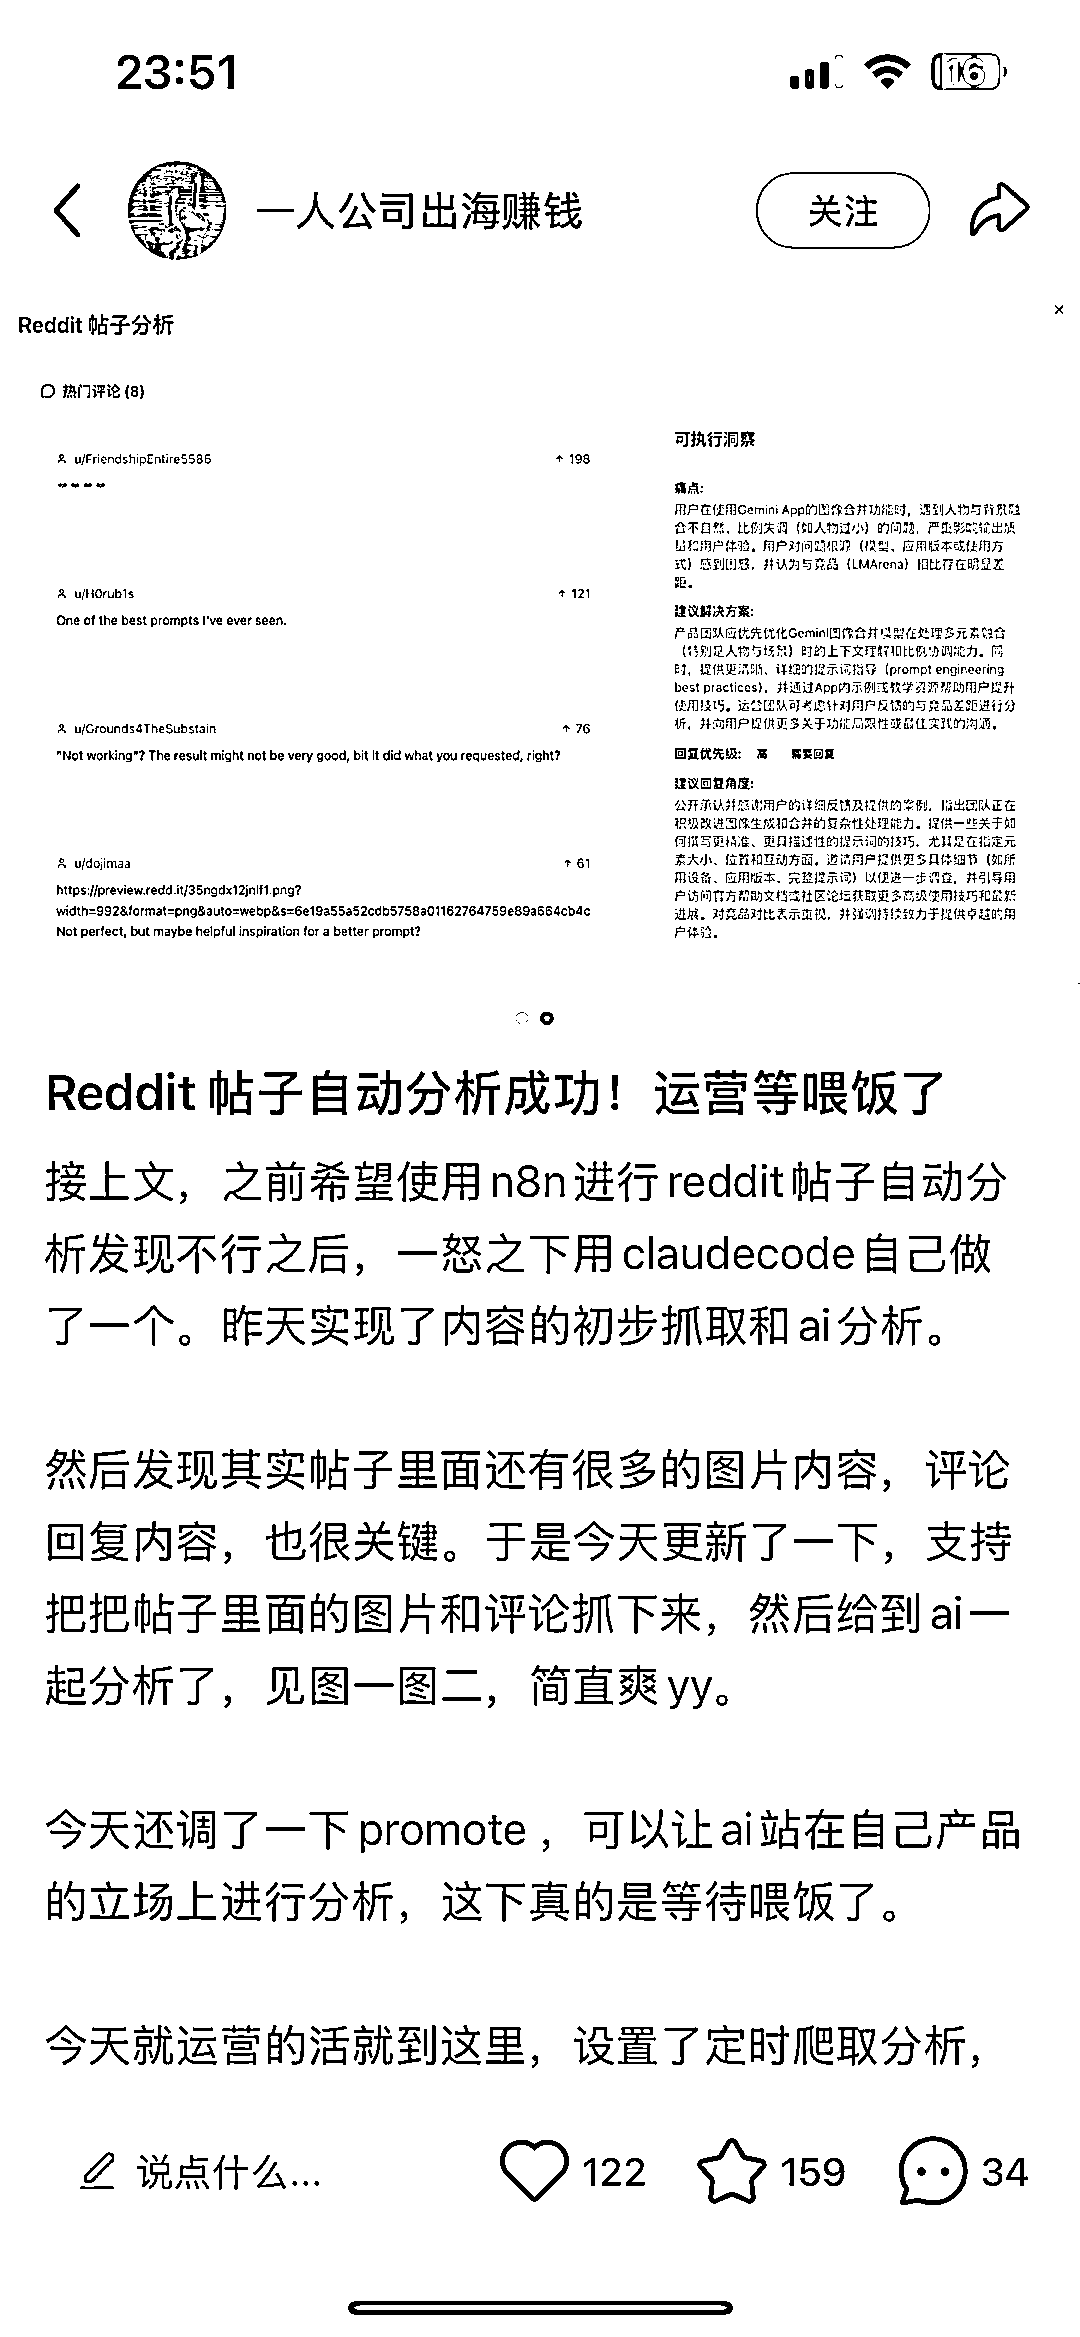 23:51
16
一人公司出海赚钱
关注
Reddit 帖子分析
热门评论 (8)
u/FriendshipEntire5586
198
u/H0rub1s
121
One of the best prompts I've ever seen.
u/Grounds4TheSubstain
76
"Not working"? The result might not be very good, bit it did what you requested, right?
u/dojimaa
61
https://preview.redd.it/35ngdx12jnlf1.png?
width=992&format=png&auto=webp&s=6e19a55a52cdb5758a01162764759e89a664cb4c
Not perfect, but maybe helpful inspiration for a better prompt?
可执行洞察
痛点:
用户在使用Gemini App的图像合并功能时，遇到人物与背景融
合不自然、比例失调（如人物过小）的问题，严重影响输出质
量和用户体验。用户对问题根源（模型、应用版本或使用方
式）感到困惑，并认为与竞品（LMArena）相比存在明显差
距。
建议解决方案:
产品团队应优先优化Gemini图像合并模型在处理多元素融合
（特别是人物与场景）时的上下文理解和比例协调能力。同
时，提供更清晰、详细的提示词指导（prompt engineering
best practices），并通过App内示例或教学资源帮助用户提升
使用技巧。运营团队可考虑针对用户反馈的与竞品差距进行分
析，并向用户提供更多关于功能局限性或最佳实践的沟通。
回复优先级: 高 需要回复
建议回复角度:
公开承认并感谢用户的详细反馈及提供的案例，指出团队正在
积极改进图像生成和合并的复杂性处理能力。提供一些关于如
何撰写更精准、更具描述性的提示词的技巧，尤其是在指定元
素大小、位置和互动方面。邀请用户提供更多具体细节（如所
用设备、应用版本、完整提示词）以便进一步调查，并引导用
户访问官方帮助文档或社区论坛获取更多高级使用技巧和最新
进展。对竞品对比表示重视，并强调持续致力于提供卓越的用
户体验。
Reddit 帖子自动分析成功！运营等喂饭了
接上文，之前希望使用n8n进行reddit帖子自动分
析发现不行之后，一怒之下用claudecode自己做
了一个。昨天实现了内容的初步抓取和ai分析。
然后发现其实帖子里面还有很多的图片内容，评论
回复内容，也很关键。于是今天更新了一下，支持
把把帖子里面的图片和评论抓下来，然后给到ai一
起分析了，见图一图二，简直爽yy。
今天还调了一下promote ，可以让ai站在自己产品
的立场上进行分析，这下真的是等待喂饭了。
今天就运营的活就到这里，设置了定时爬取分析，
说点什么...
122
159
34